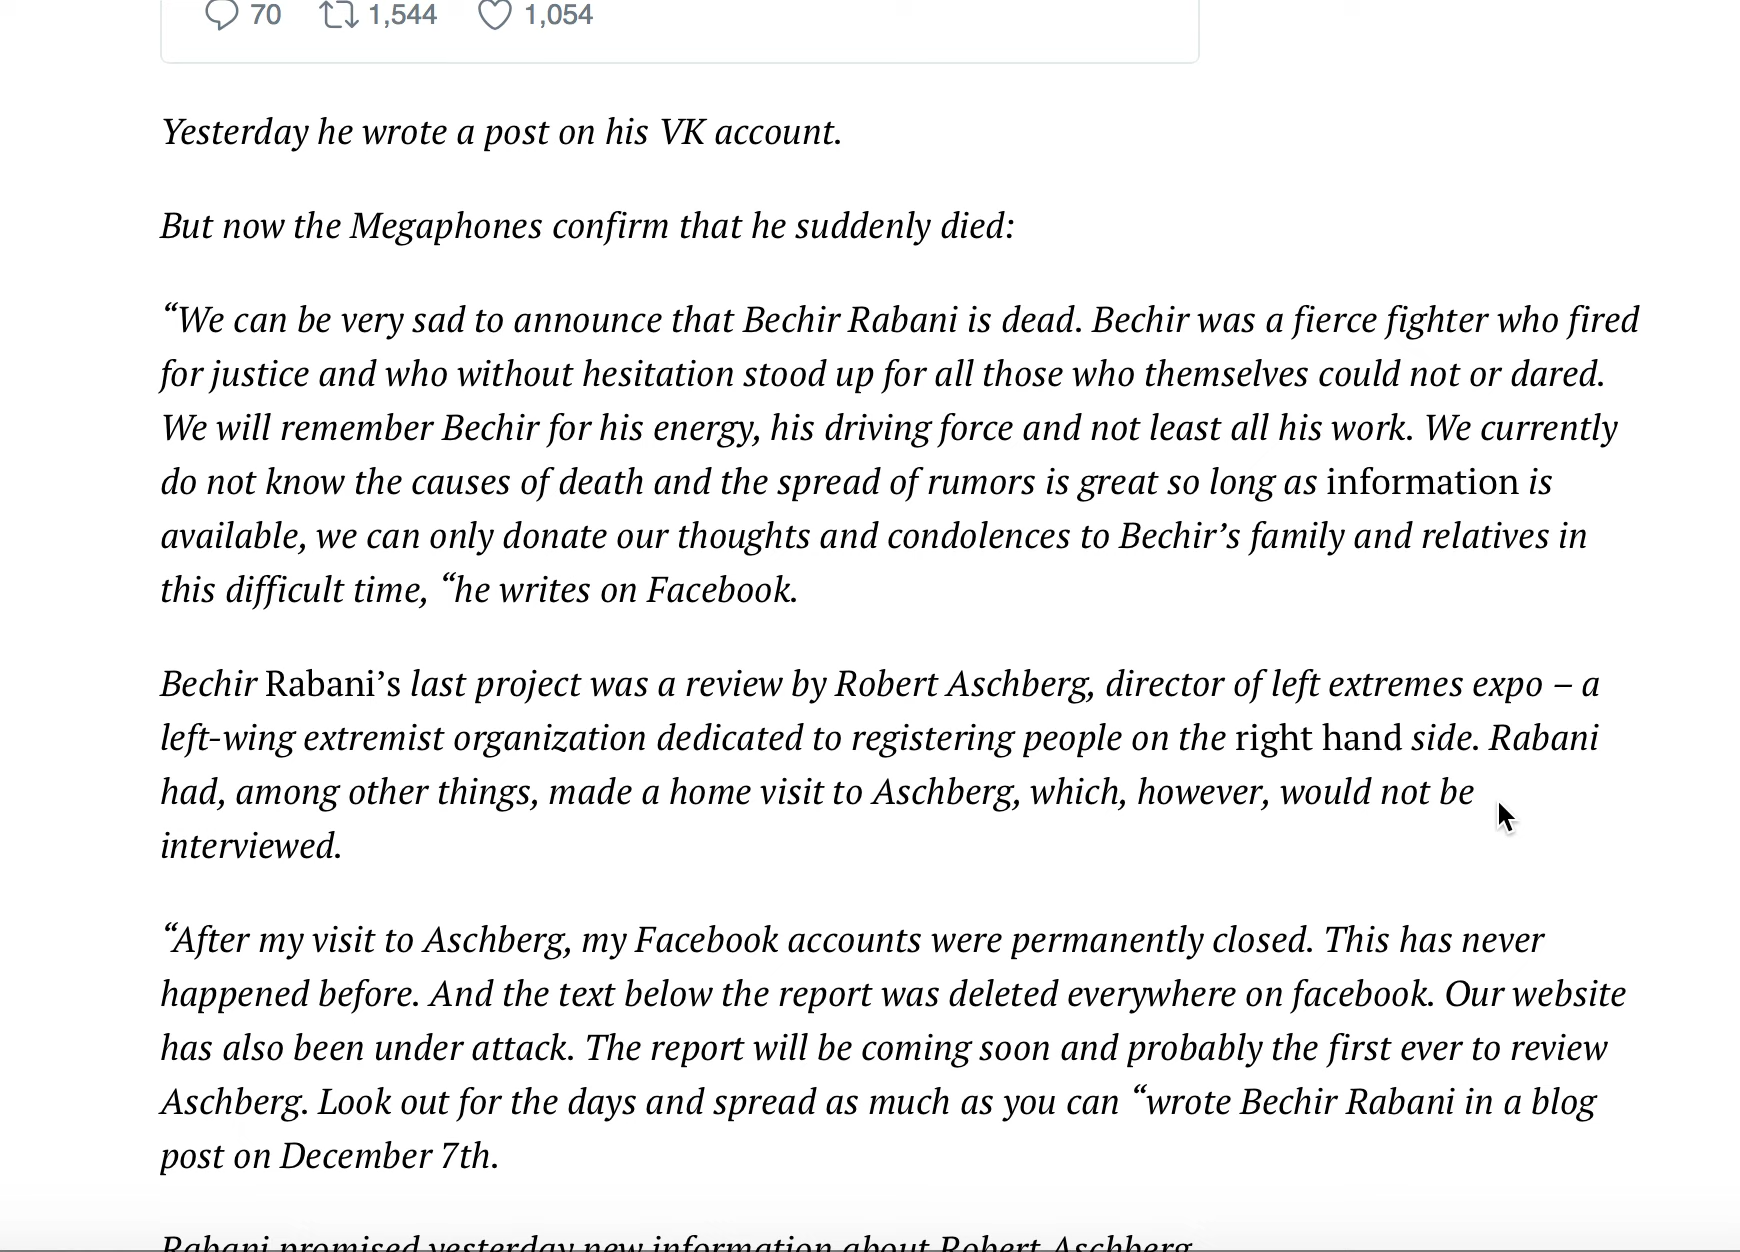 70 1,544 1,054
Yesterday he wrote a post on his VK account.
But now the Megaphones confirm that he suddenly died:
“We can be very sad to announce that Bechir Rabani is dead. Bechir was a fierce fighter who fired
for justice and who without hesitation stood up for all those who themselves could not or dared.
We will remember Bechir for his energy, his driving force and not least all his work. We currently
do not know the causes of death and the spread of rumors is great so long as information is
available, we can only donate our thoughts and condolences to Bechir’s family and relatives in
this difficult time, “he writes on Facebook.
Bechir Rabani’s last project was a review by Robert Aschberg, director of left extremes expo – a
left-wing extremist organization dedicated to registering people on the right hand side. Rabani
had, among other things, made a home visit to Aschberg, which, however, would not be
interviewed.
“After my visit to Aschberg, my Facebook accounts were permanently closed. This has never
happened before. And the text below the report was deleted everywhere on facebook. Our website
has also been under attack. The report will be coming soon and probably the first ever to review
Aschberg. Look out for the days and spread as much as you can “wrote Bechir Rabani in a blog
post on December 7th.
Rabani promised yesterday new information about Robert Aschberg